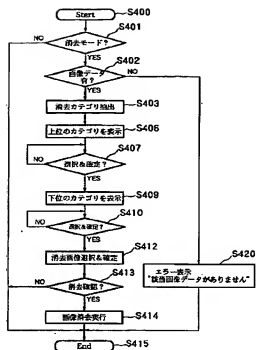 Start
S400
S401
消去モード?
NO
YES
S402
画像データ
有?
NO
YES
S403
消去カテゴリ抽出
S406
上位のカテゴリを表示
S407
選択&確定?
NO
YES
S409
下位のカテゴリを表示
S410
選択&確定?
NO
YES
S412
消去画像選択&確定
S413
消去確認?
NO
YES
S420
エラー表示
"該当画像データがありません"
S414
画像消去実行
End
S415